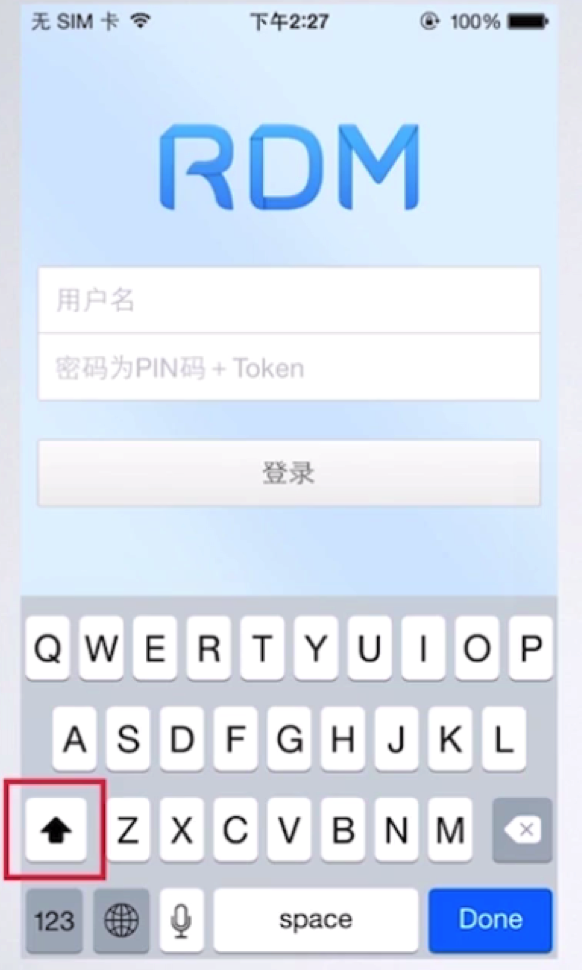 无 SIM 卡 下午2:27 100%
RDM
用户名
密码为PIN码 + Token
登录
Q W E R T Y U I O P
A S D F G H J K L
Z X C V B N M
123 space Done